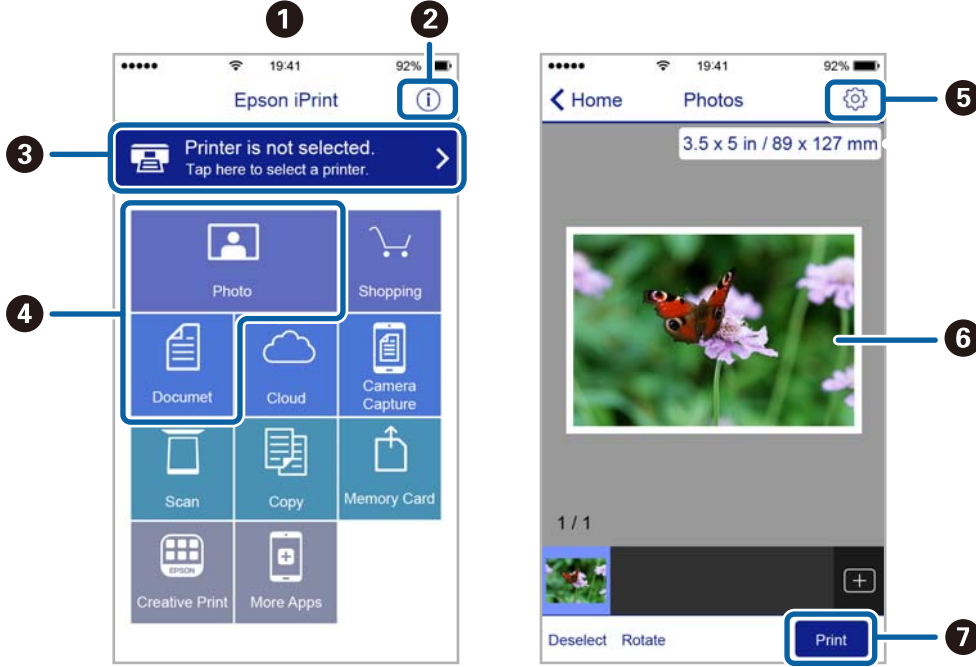 1
2
19:41
92%
Epson iPrint
3
Printer is not selected.
Tap here to select a printer.
4
Photo
Shopping
Documet
Cloud
Camera
Capture
Scan
Copy
Memory Card
EPSON
Creative Print
More Apps
19:41
92%
Home
Photos
5
3.5 x 5 in / 89 x 127 mm
6
1 / 1
Deselect
Rotate
Print
7